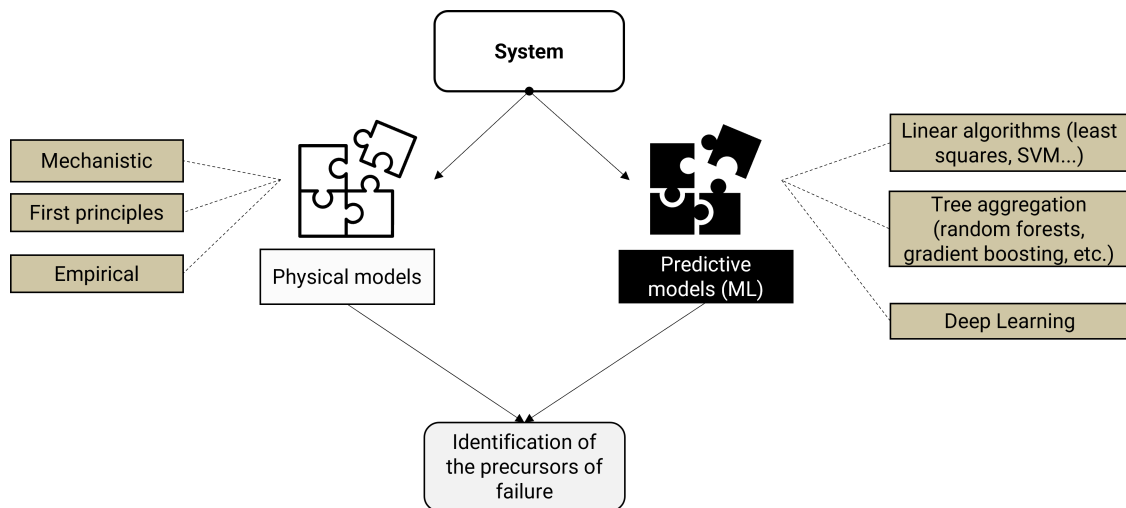 System
Mechanistic
First principles
Empirical
Physical models
Predictive
models (ML)
Linear algorithms (least
squares, SVM...)
Tree aggregation
(random forests,
gradient boosting, etc.)
Deep Learning
Identification of
the precursors of
failure